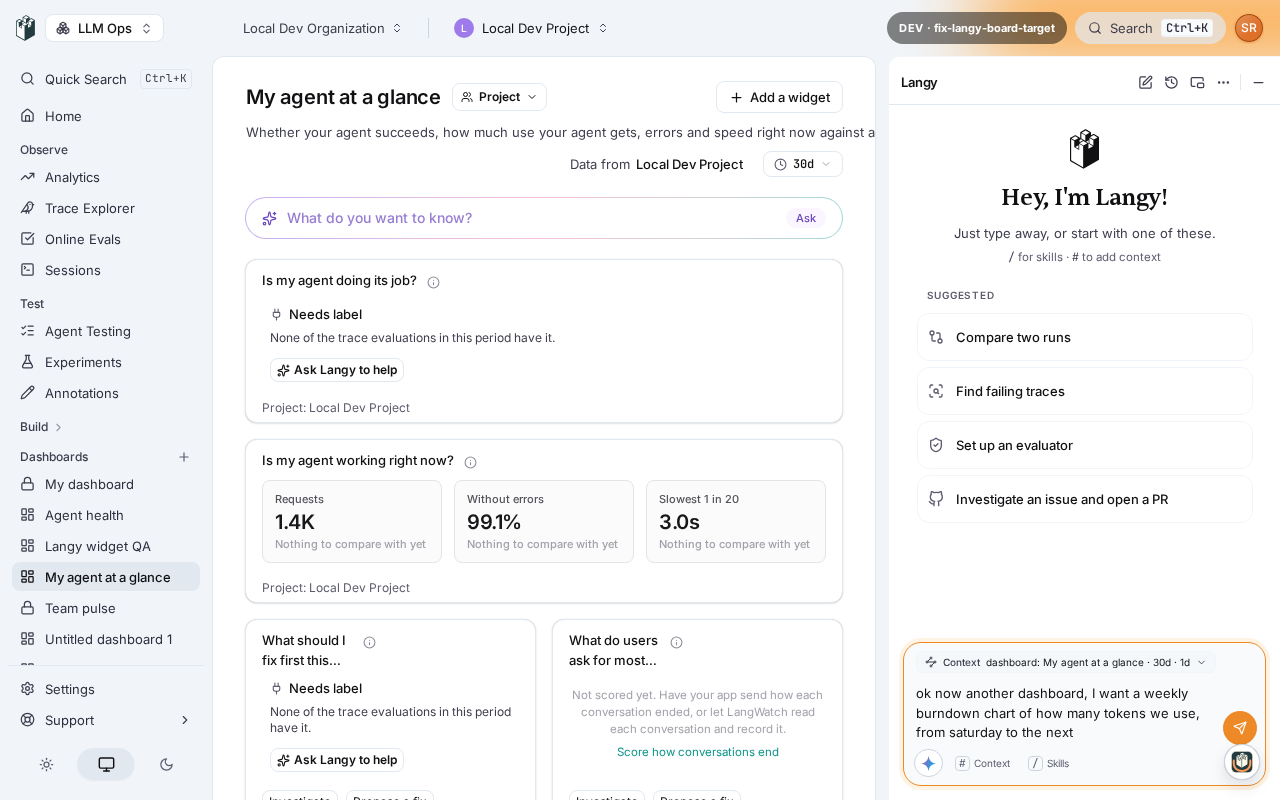 LLM Ops
Local Dev Organization
L
Local Dev Project
DEV · fix-langy-board-target
Search
Ctrl+K
SR
Quick Search
Ctrl+K
Home
Observe
Analytics
Trace Explorer
Online Evals
Sessions
Test
Agent Testing
Experiments
Annotations
Build
Dashboards
My dashboard
Agent health
Langy widget QA
My agent at a glance
Team pulse
Untitled dashboard 1
Settings
Support
My agent at a glance
Project
Add a widget
Whether your agent succeeds, how much use your agent gets, errors and speed right now against a
Data from Local Dev Project
30d
What do you want to know?
Ask
Is my agent doing its job?
Needs label
None of the trace evaluations in this period have it.
Ask Langy to help
Project: Local Dev Project
Is my agent working right now?
Requests
1.4K
Nothing to compare with yet
Without errors
99.1%
Nothing to compare with yet
Slowest 1 in 20
3.0s
Nothing to compare with yet
Project: Local Dev Project
What should I
fix first this...
Needs label
None of the trace evaluations in this period
have it.
Ask Langy to help
Investigate
Propose a fix
What do users
ask for most...
Not scored yet. Have your app send how each
conversation ended, or let LangWatch read
each conversation and record it.
Score how conversations end
Investigate
Propose a fix
Langy
Hey, I'm Langy!
Just type away, or start with one of these.
/ for skills · # to add context
SUGGESTED
Compare two runs
Find failing traces
Set up an evaluator
Investigate an issue and open a PR
Context dashboard: My agent at a glance · 30d · 1d
ok now another dashboard, I want a weekly
burndown chart of how many tokens we use,
from saturday to the next
# Context
/ Skills